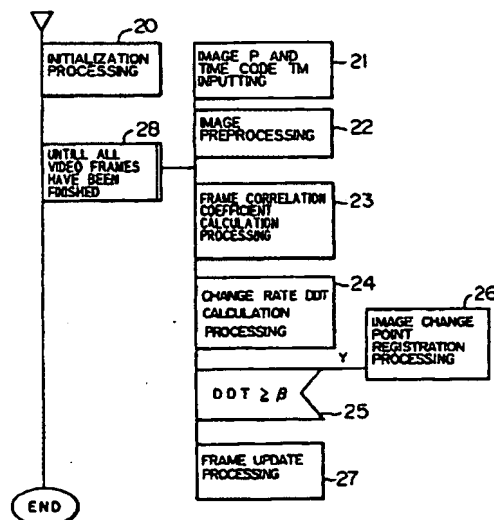 20
INITIALIZATION
PROCESSING
28
UNTILL ALL
VIDEO FRAMES
HAVE BEEN
FINISHED
IMAGE P AND
TIME CODE TM
INPUTTING
21
IMAGE
PREPROCESSING
22
FRAME CORRELATION
COEFFICIENT
CALCULATION
PROCESSING
23
CHANGE RATE DDT
CALCULATION
PROCESSING
24
Y
DDT ≧ β
25
IMAGE CHANGE
POINT
REGISTRATION
PROCESSING
26
FRAME UPDATE
PROCESSING
27
END